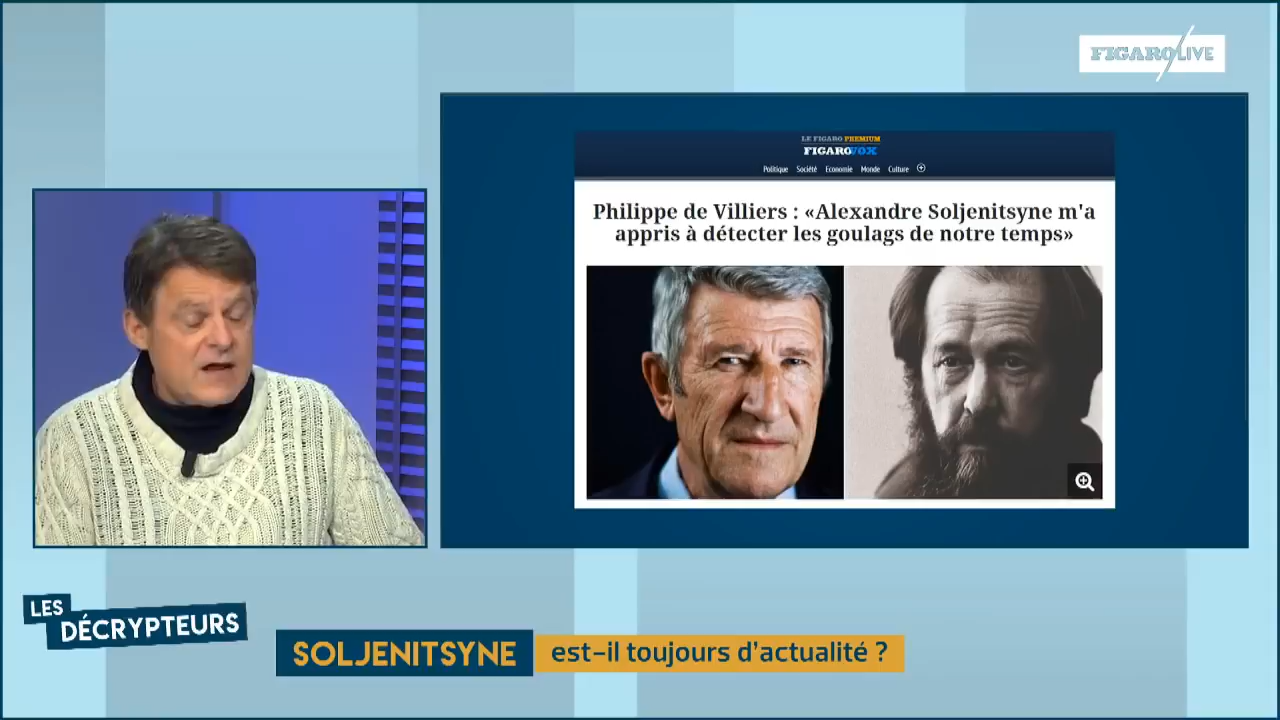 FIGARO LIVE
LE FIGARO PREMIUM
FIGAROVOX
Politique Société Economie Monde Culture
Philippe de Villiers : «Alexandre Soljenitsyne m'a
appris à détecter les goulags de notre temps»
LES
DÉCRYPTEURS
SOLJENITSYNE est-il toujours d'actualité ?